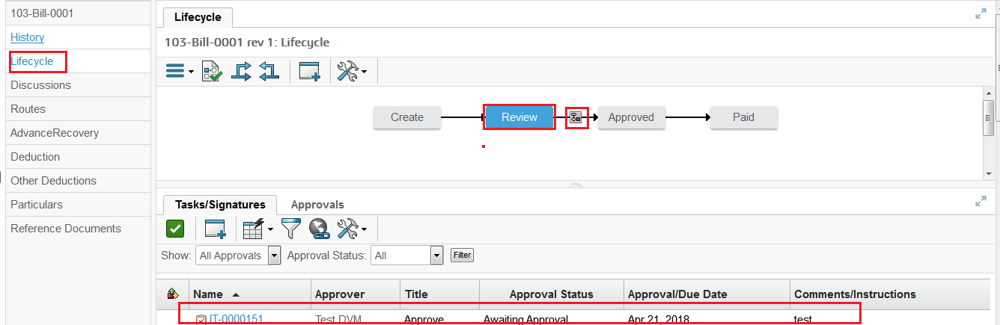 103-Bill-0001
History
Lifecycle
Discussions
Routes
AdvanceRecovery
Deduction
Other Deductions
Particulars
Reference Documents
Lifecycle
103-Bill-0001 rev 1: Lifecycle
Create Review Approved Paid
Tasks/Signatures Approvals
Show: All Approvals Approval Status: All Filter
Name Approver Title Approval Status Approval/Due Date Comments/Instructions
IT-0000151 Test DVM Approve Awaiting Approval Apr 21, 2018 test